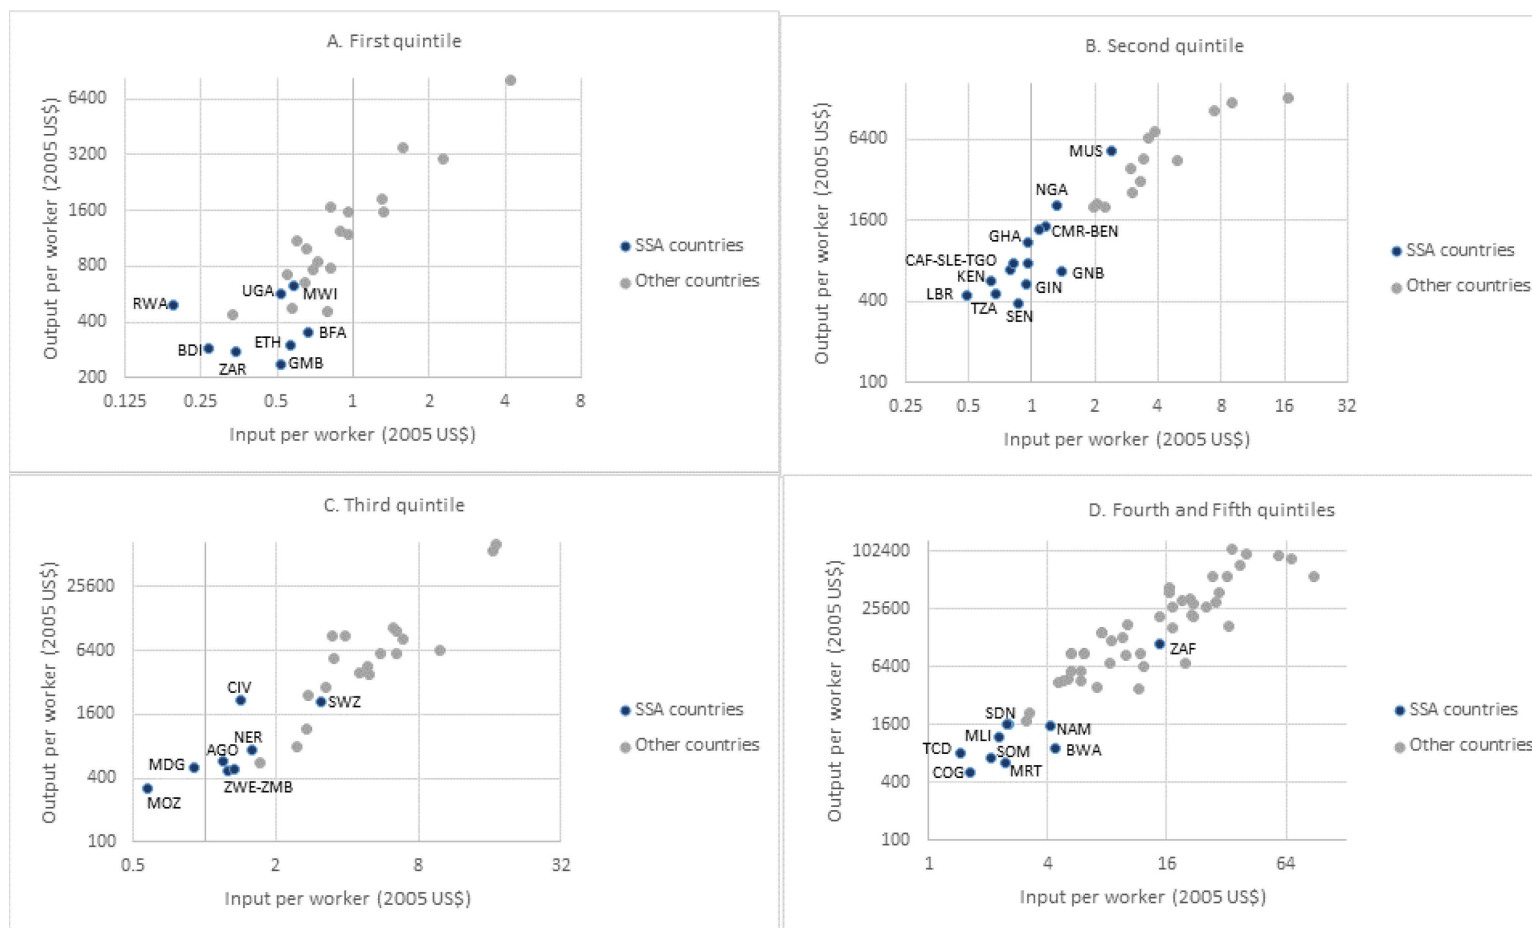 A. First quintile
Output per worker (2005 US$)
6400
3200
1600
800
400
200
0.125
0.25
0.5
1
2
4
8
Input per worker (2005 US$)
RWA
BDI
ZAR
UGA
MWI
ETH
BFA
GMB
SSA countries
Other countries
B. Second quintile
Output per worker (2005 US$)
6400
1600
400
100
0.25
0.5
1
2
4
8
16
32
Input per worker (2005 US$)
MUS
NGA
GHA
CMR-BEN
CAF-SLE-TGO
KEN
GNB
LBR
GIN
TZA
SEN
SSA countries
Other countries
C. Third quintile
Output per worker (2005 US$)
25600
6400
1600
400
100
0.5
2
8
32
Input per worker (2005 US$)
CIV
SWZ
NER
AGO
MDG
ZWE-ZMB
MOZ
SSA countries
Other countries
D. Fourth and Fifth quintiles
Output per worker (2005 US$)
102400
25600
6400
1600
400
100
1
4
16
64
Input per worker (2005 US$)
ZAF
SDN
NAM
MLI
TCD
SOM
BWA
COG
MRT
SSA countries
Other countries